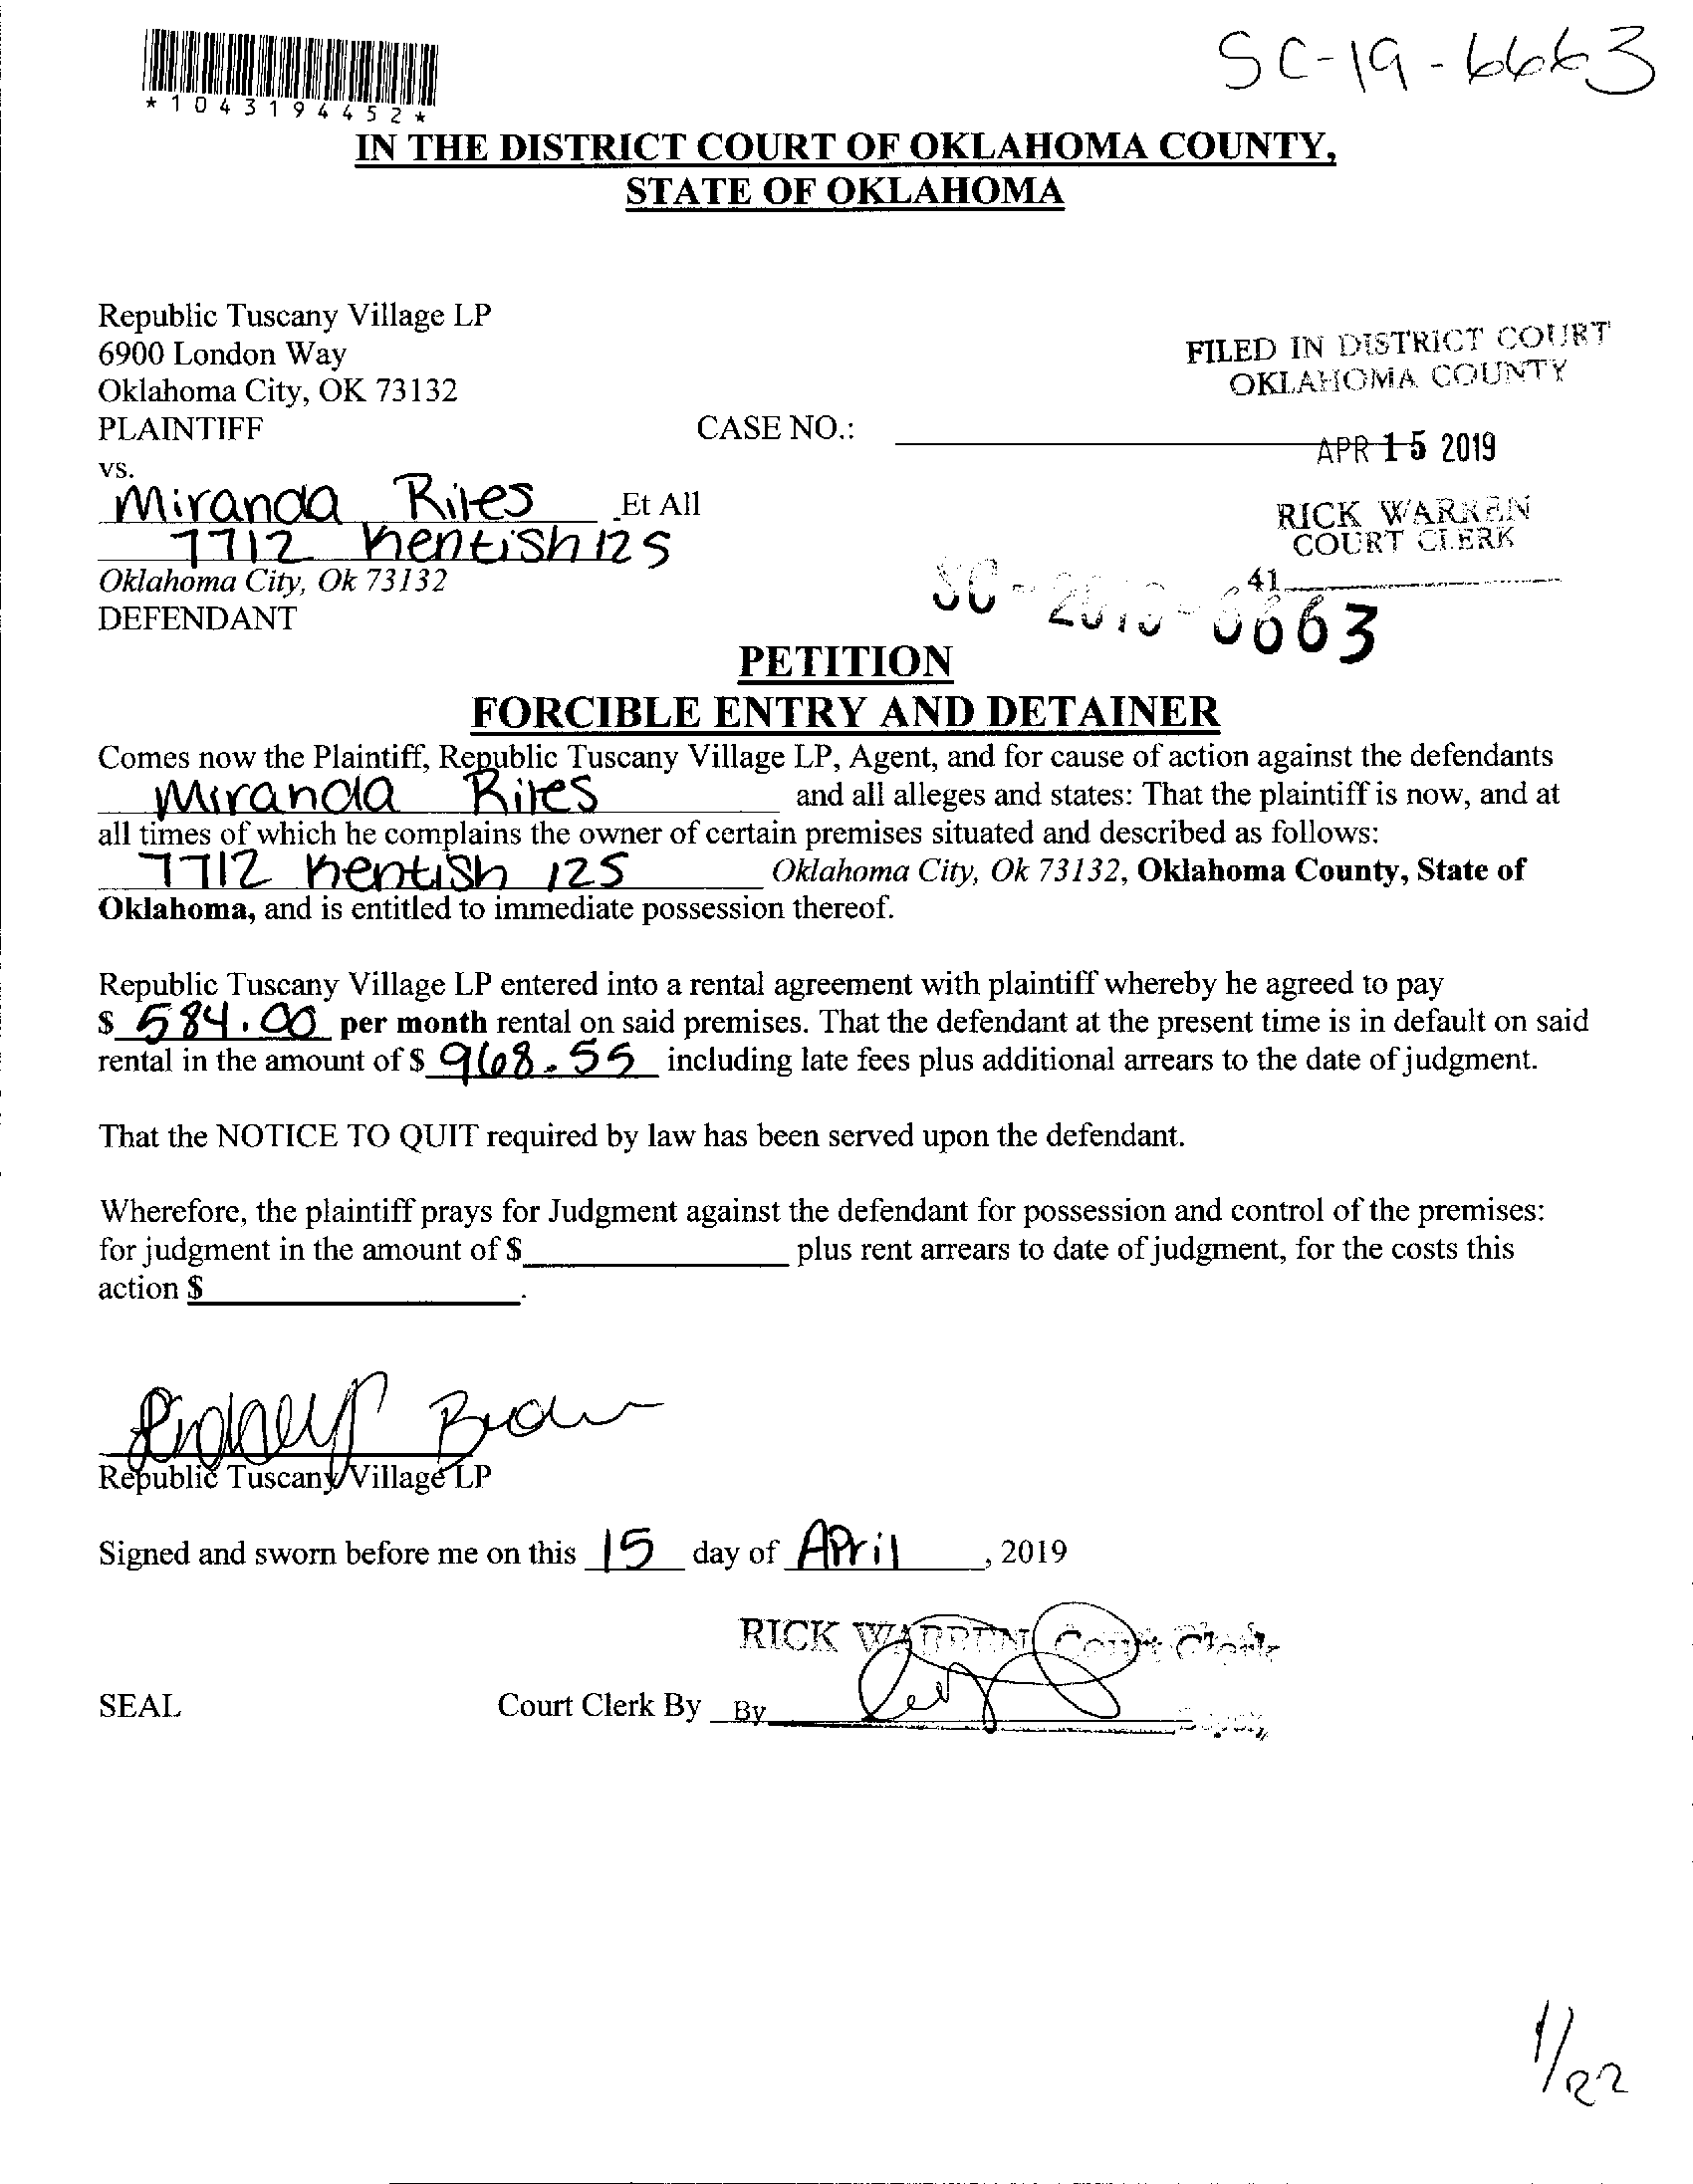 SC-19-6663
*1043194452*
IN THE DISTRICT COURT OF OKLAHOMA COUNTY,
STATE OF OKLAHOMA
Republic Tuscany Village LP
6900 London Way
Oklahoma City, OK 73132
PLAINTIFF
CASE NO.:
FILED IN DISTRICT COURT
OKLAHOMA COUNTY
APR 15 2019
RICK WARREN
COURT CLERK
41
vs.
Miranda Riles Et All
7712 Kentish 125
Oklahoma City, Ok 73132
DEFENDANT
SC-2019-6663
PETITION
FORCIBLE ENTRY AND DETAINER
Comes now the Plaintiff, Republic Tuscany Village LP, Agent, and for cause of action against the defendants
Miranda Riles and all alleges and states: That the plaintiff is now, and at
all times of which he complains the owner of certain premises situated and described as follows:
7712 Kentish 125 Oklahoma City, Ok 73132, Oklahoma County, State of
Oklahoma, and is entitled to immediate possession thereof.
Republic Tuscany Village LP entered into a rental agreement with plaintiff whereby he agreed to pay
$ 584.00 per month rental on said premises. That the defendant at the present time is in default on said
rental in the amount of $ 968.55 including late fees plus additional arrears to the date of judgment.
That the NOTICE TO QUIT required by law has been served upon the defendant.
Wherefore, the plaintiff prays for Judgment against the defendant for possession and control of the premises:
for judgment in the amount of $ plus rent arrears to date of judgment, for the costs this
action $ .
Republic Tuscany Village LP
Signed and sworn before me on this 15 day of April, 2019
RICK WARREN Court Clerk
SEAL
Court Clerk By By Deputy
1/22